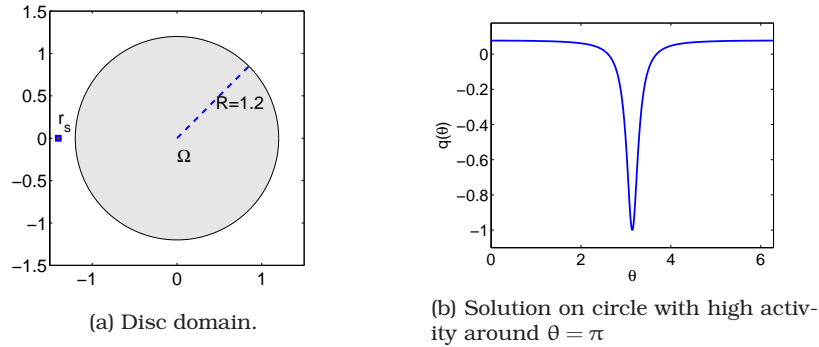 1.5
1
0.5
0
−0.5
−1
−1.5
−1
0
1
r_s
R=1.2
Ω
(a) Disc domain.
0
−0.2
−0.4
−0.6
−0.8
−1
q(θ)
0
2
4
6
θ
(b) Solution on circle with high activ-
ity around θ = π